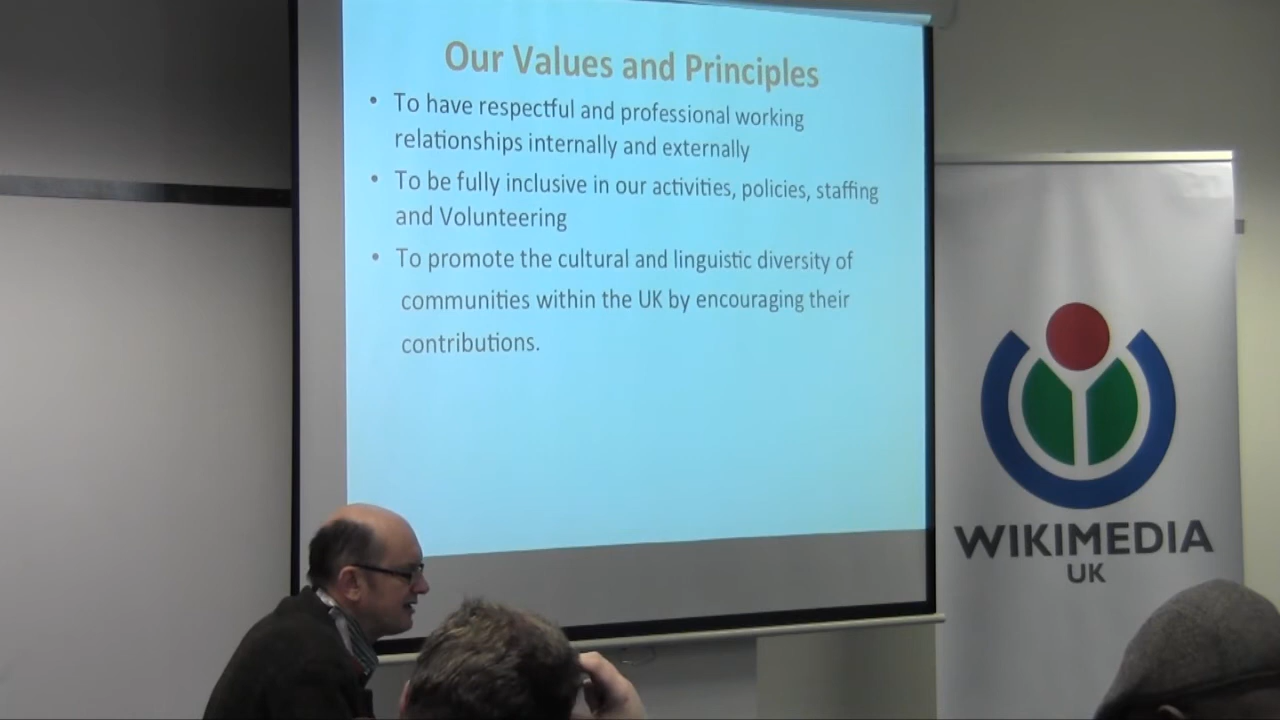 Our Values and Principles
• To have respectful and professional working
relationships internally and externally
• To be fully inclusive in our activities, policies, staffing
and Volunteering
• To promote the cultural and linguistic diversity of
communities within the UK by encouraging their
contributions.
WIKIMEDIA
UK